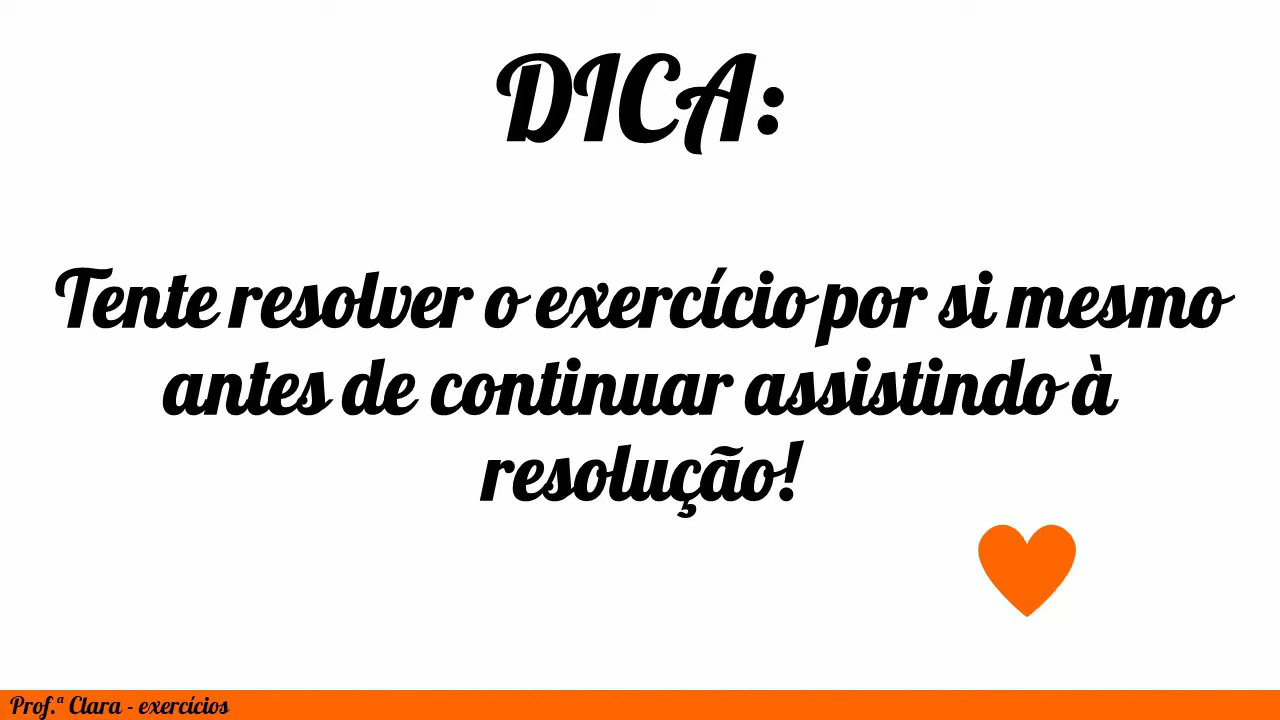 DICA:
Tente resolver o exercício por si mesmo
antes de continuar assistindo à
resolução!
Prof.ª Clara - exercícios